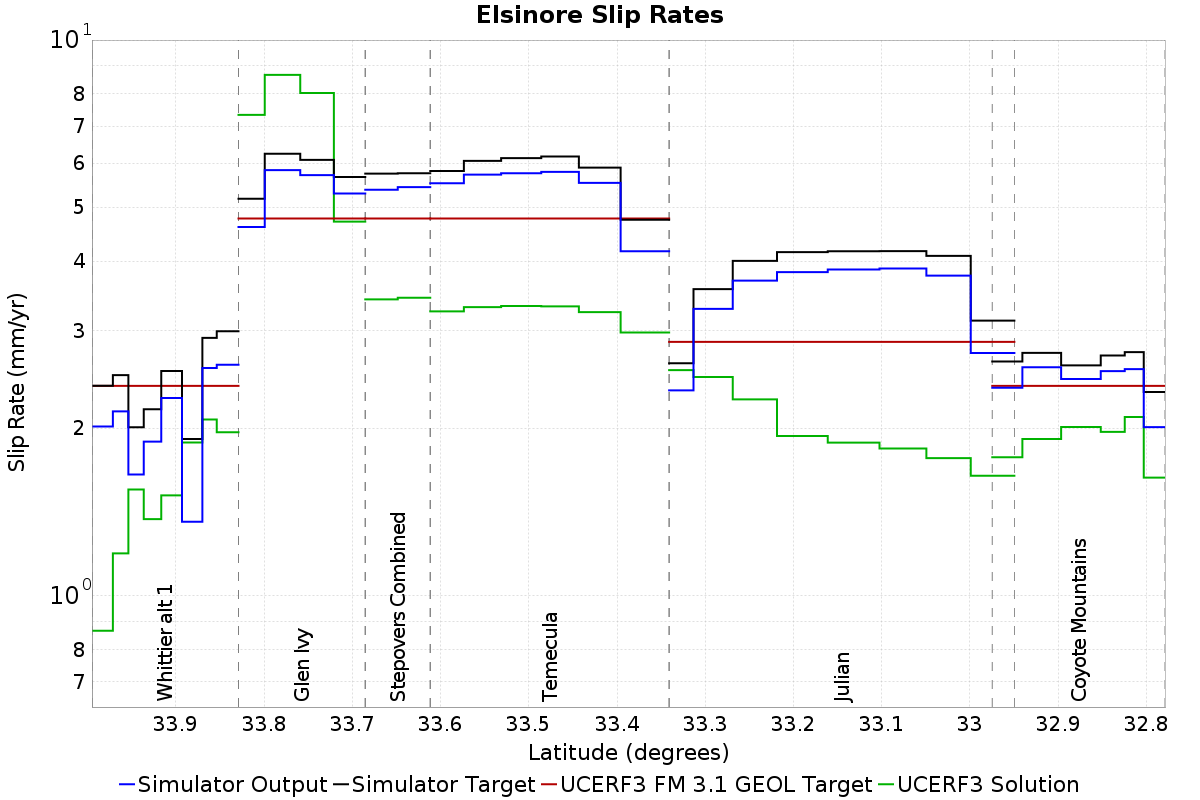 Elsinore Slip Rates
Slip Rate (mm/yr)
10^1
8
7
6
5
4
3
2
10^0
8
7
Whittier alt 1
Glen Ivy
Stepovers Combined
Temecula
Julian
Coyote Mountains
33.9 33.8 33.7 33.6 33.5 33.4 33.3 33.2 33.1 33 32.9 32.8
Latitude (degrees)
Simulator Output Simulator Target UCERF3 FM 3.1 GEOL Target UCERF3 Solution